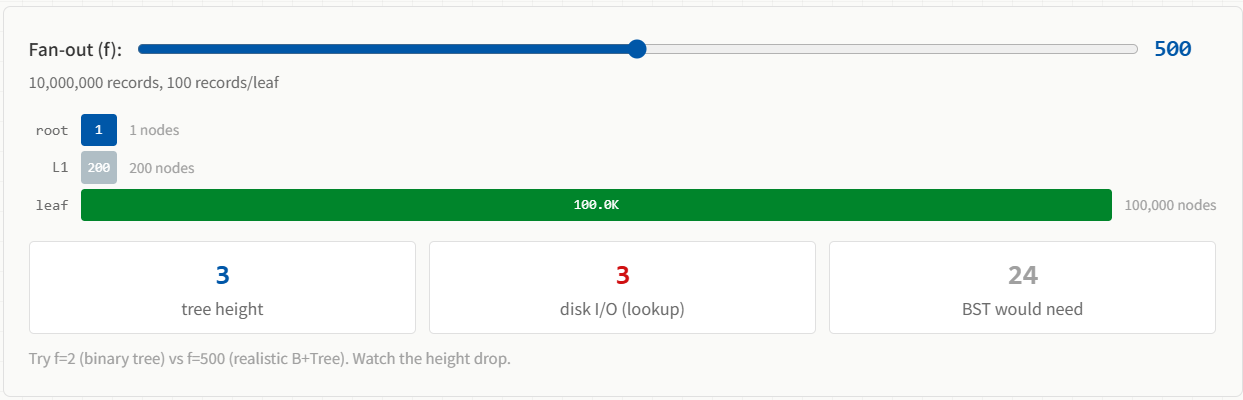 Fan-out (f): 500
10,000,000 records, 100 records/leaf
root 1 1 nodes
L1 200 200 nodes
leaf 100.0K 100,000 nodes
3 3 24
tree height disk I/O (lookup) BST would need
Try f=2 (binary tree) vs f=500 (realistic B+Tree). Watch the height drop.